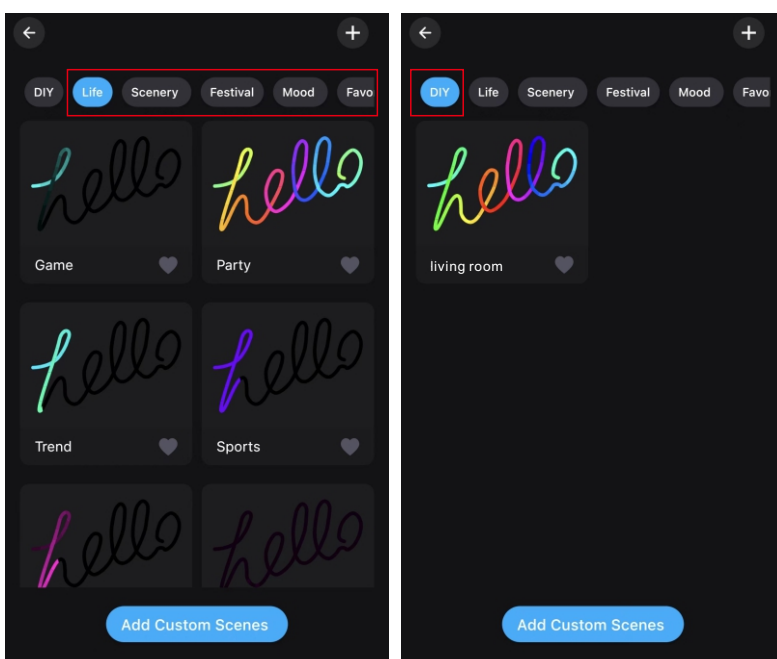 DIY Life Scenery Festival Mood Favo
hello hello
Game Party
hello hello
Trend Sports
hello hello
Add Custom Scenes
DIY Life Scenery Festival Mood Favo
hello
living room
Add Custom Scenes